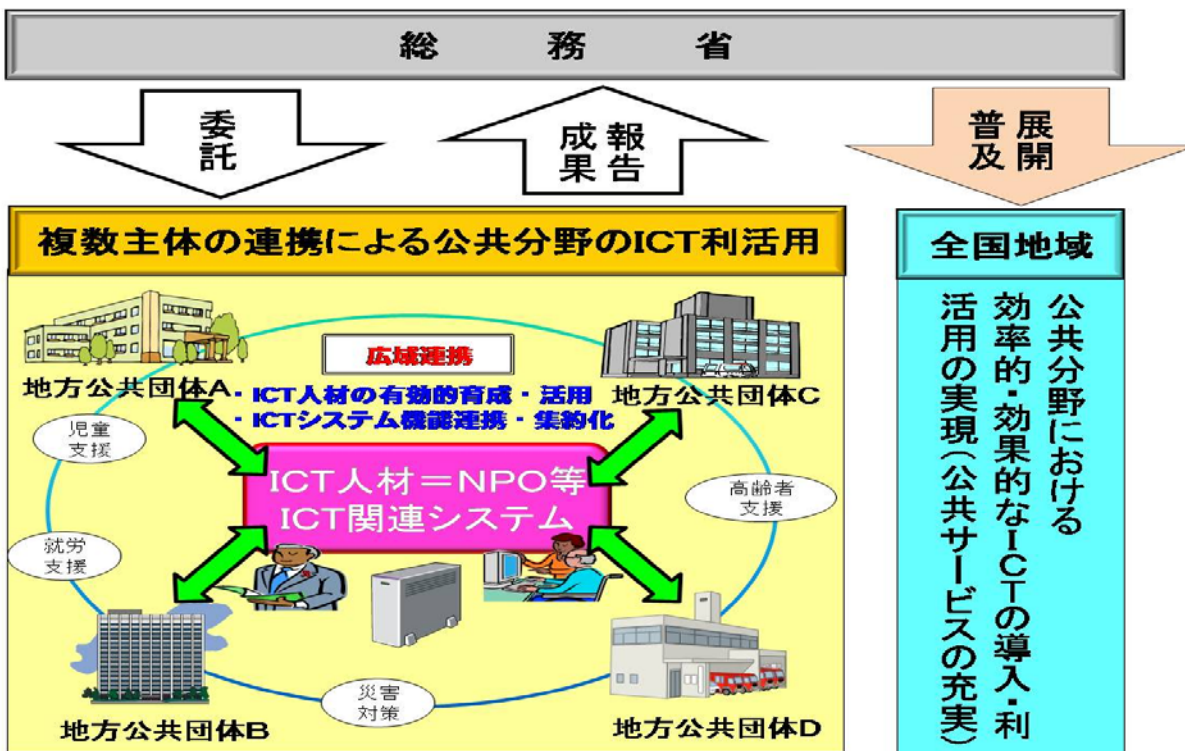 総務省
委託
成果報告
普及展開
複数主体の連携による公共分野のICT利活用
全国地域
広域連携
地方公共団体A
地方公共団体C
・ICT人材の有効的育成・活用
・ICTシステム機能連携・集約化
児童
支援
ICT人材＝NPO等
ICT関連システム
高齢者
支援
就労
支援
災害
対策
地方公共団体B
地方公共団体D
公共分野における
効率的・効果的なICTの導入・利
活用の実現（公共サービスの充実）